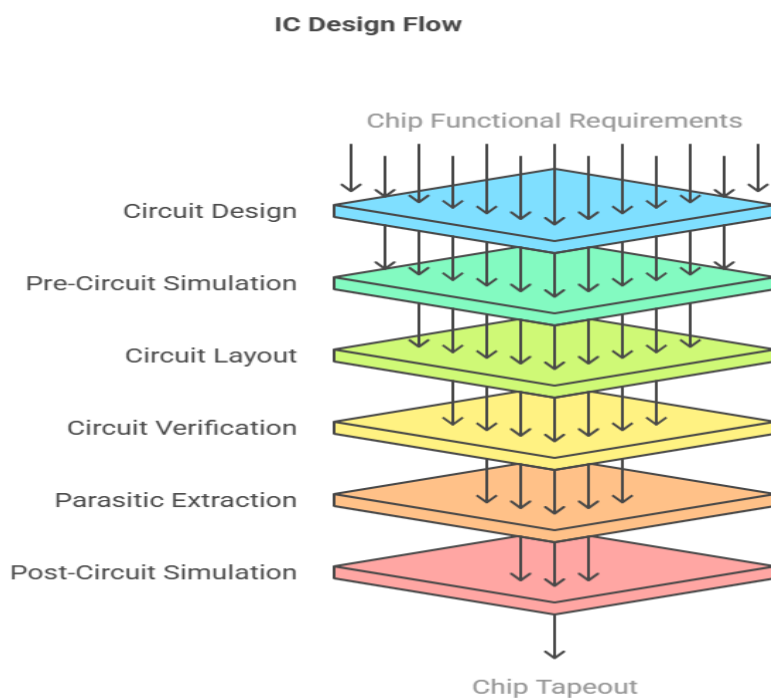 IC Design Flow
Chip Functional Requirements
Circuit Design
Pre-Circuit Simulation
Circuit Layout
Circuit Verification
Parasitic Extraction
Post-Circuit Simulation
Chip Tapeout